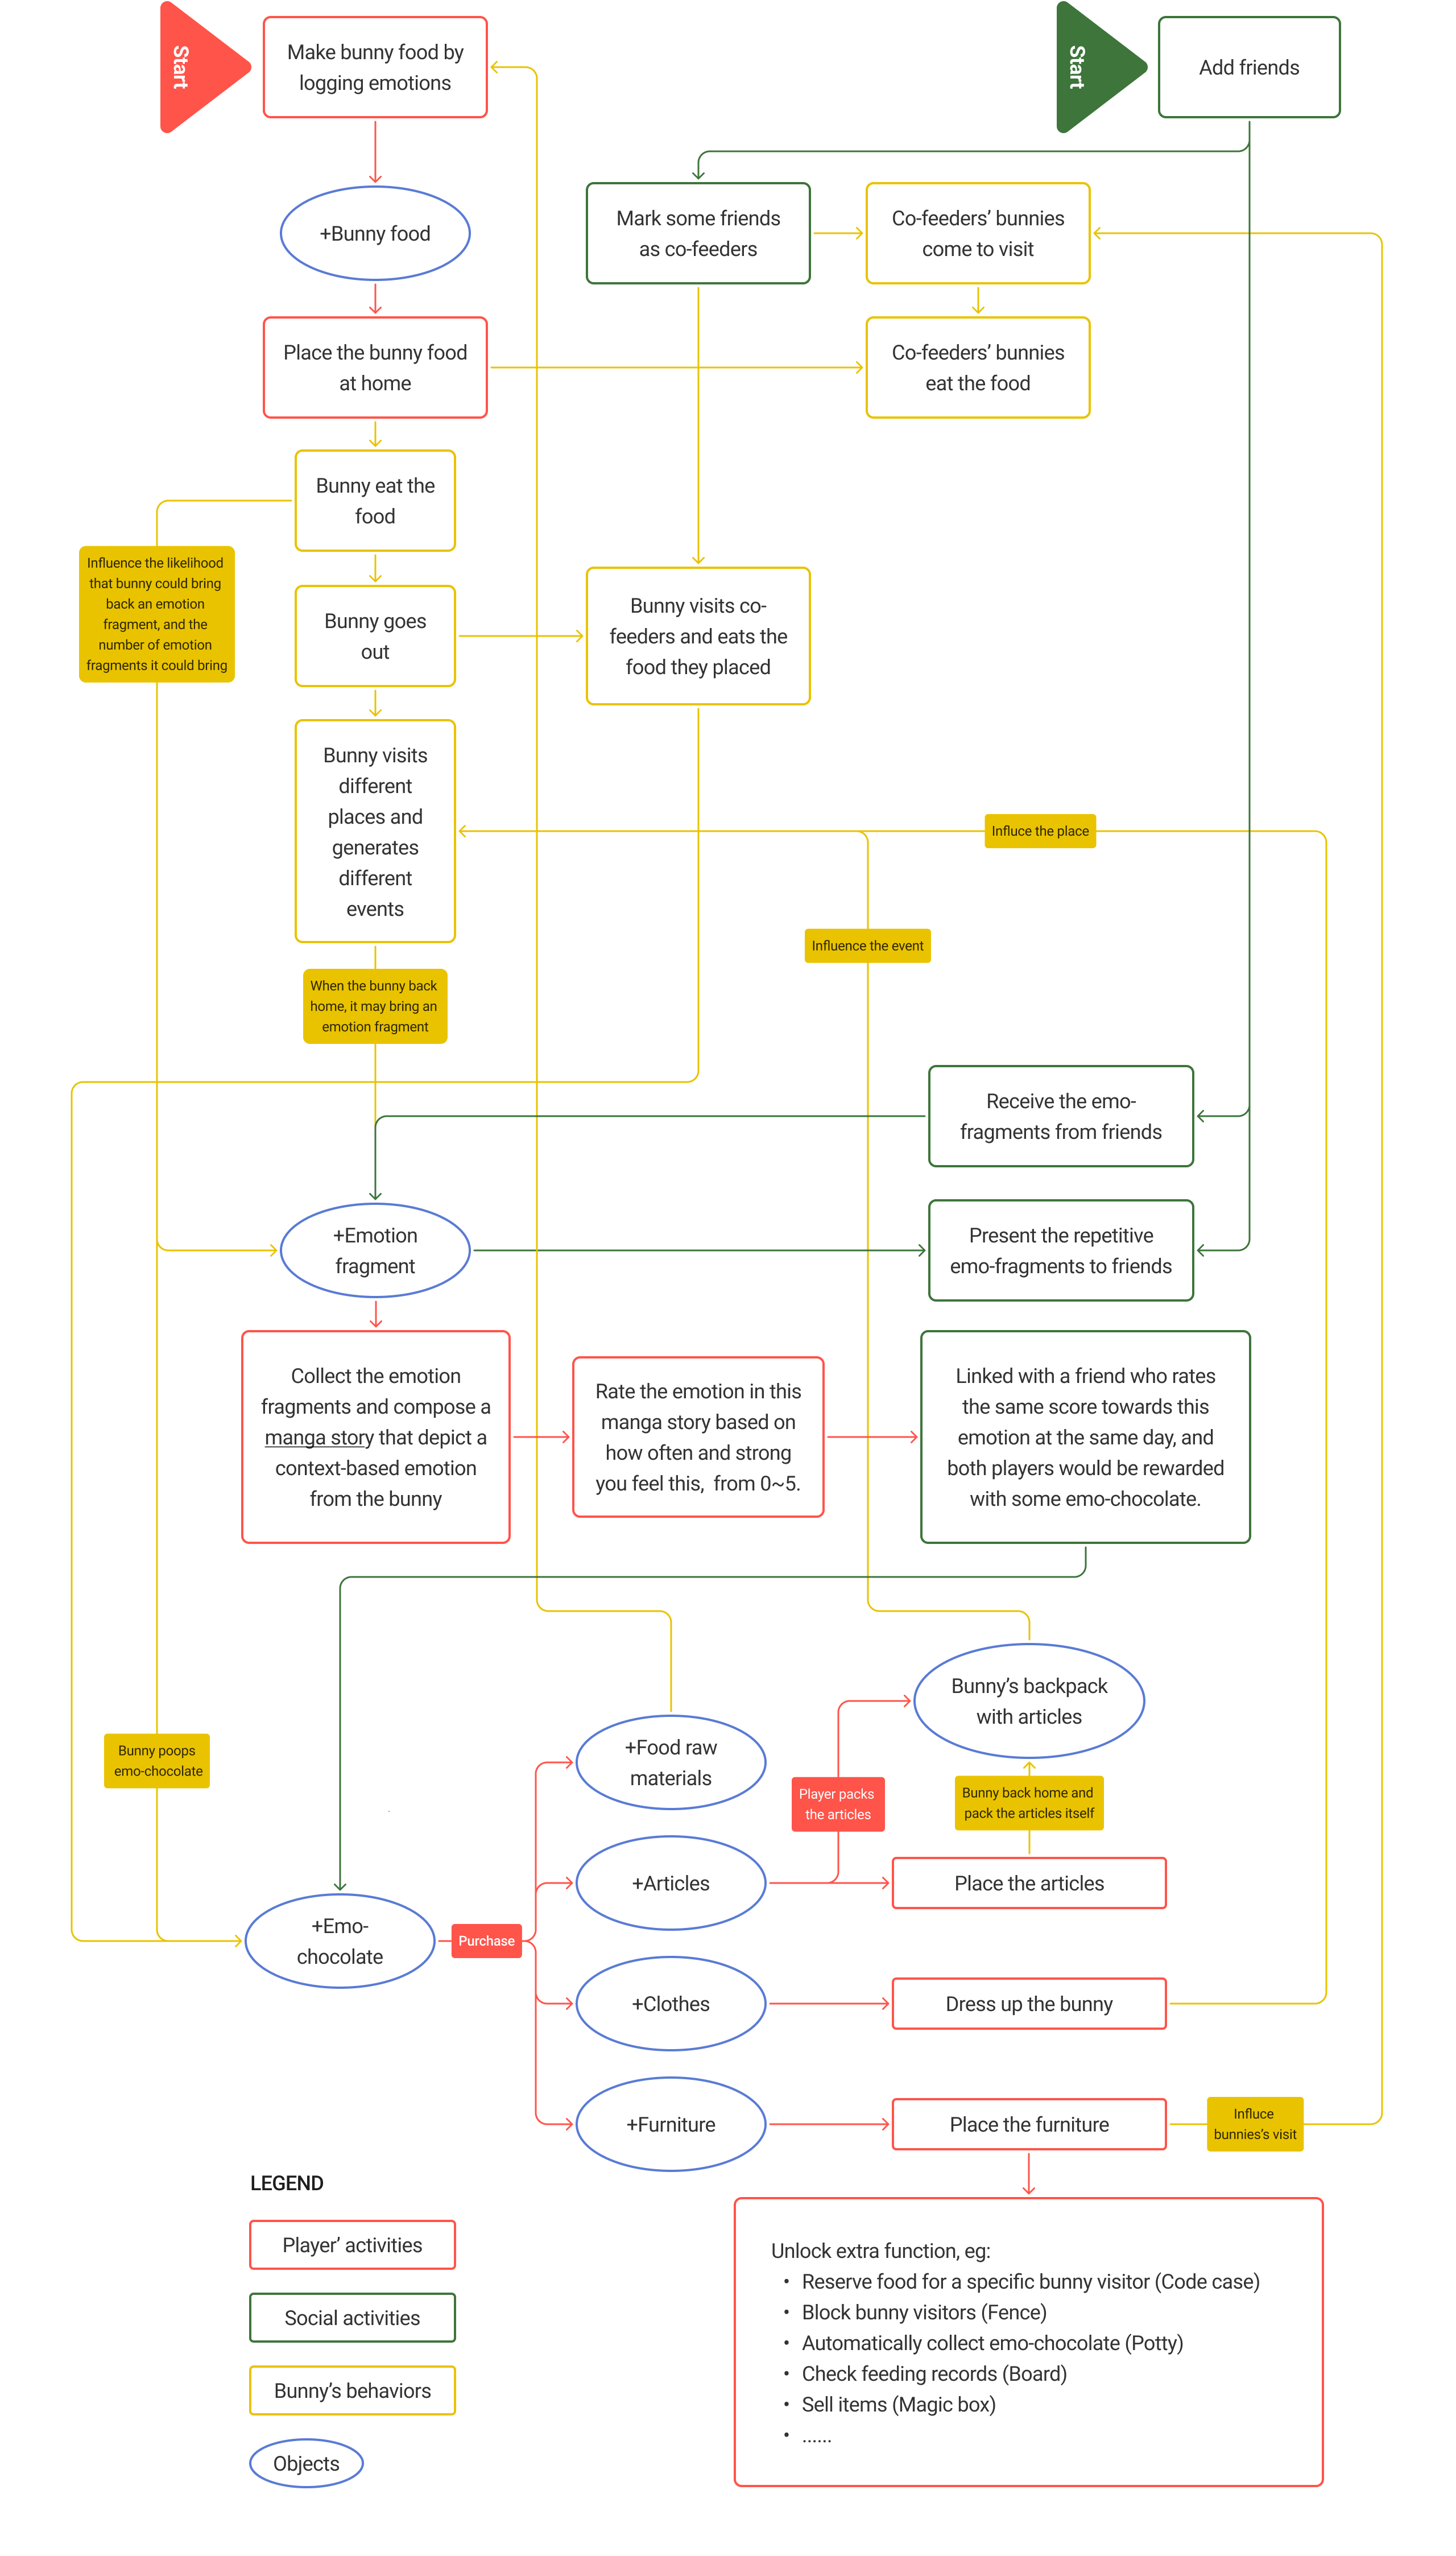 Start
Make bunny food by
logging emotions
Start
Add friends
+Bunny food
Mark some friends
as co-feeders
Co-feeders’ bunnies
come to visit
Place the bunny food
at home
Co-feeders’ bunnies
eat the food
Bunny eat the
food
Influence the likelihood
that bunny could bring
back an emotion
fragment, and the
number of emotion
fragments it could bring
Bunny goes
out
Bunny visits co-
feeders and eats the
food they placed
Bunny visits
different
places and
generates
different
events
Influce the place
Influence the event
When the bunny back
home, it may bring an
emotion fragment
Receive the emo-
fragments from friends
+Emotion
fragment
Present the repetitive
emo-fragments to friends
Collect the emotion
fragments and compose a
manga story that depict a
context-based emotion
from the bunny
Rate the emotion in this
manga story based on
how often and strong
you feel this, from 0~5.
Linked with a friend who rates
the same score towards this
emotion at the same day, and
both players would be rewarded
with some emo-chocolate.
Bunny’s backpack
with articles
+Food raw
materials
Bunny poops
emo-chocolate
Player packs
the articles
Bunny back home and
pack the articles itself
+Articles
Place the articles
+Emo-
chocolate
Purchase
+Clothes
Dress up the bunny
+Furniture
Place the furniture
Influce
bunnies’s visit
LEGEND
Player’ activities
Social activities
Bunny’s behaviors
Objects
Unlock extra function, eg:
• Reserve food for a specific bunny visitor (Code case)
• Block bunny visitors (Fence)
• Automatically collect emo-chocolate (Potty)
• Check feeding records (Board)
• Sell items (Magic box)
• ......